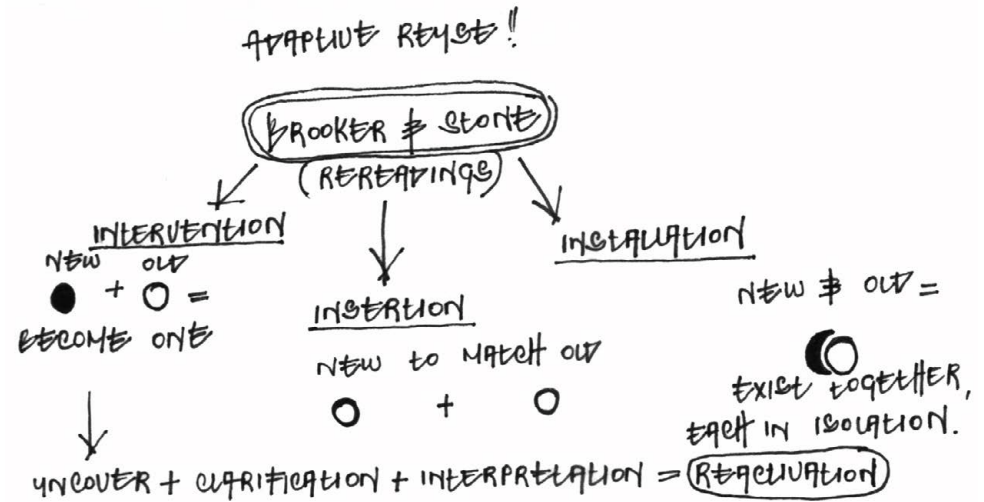 ADAPTIVE REUSE!!
BROOKER & STONE
(REREADINGS)
INTERVENTION
NEW + OLD =
BECOME ONE
INSERTION
NEW TO MATCH OLD
+
INSTALLATION
NEW & OLD =
EXIST TOGETHER,
EACH IN ISOLATION.
UNCOVER + CLARIFICATION + INTERPRETATION = REACTIVATION